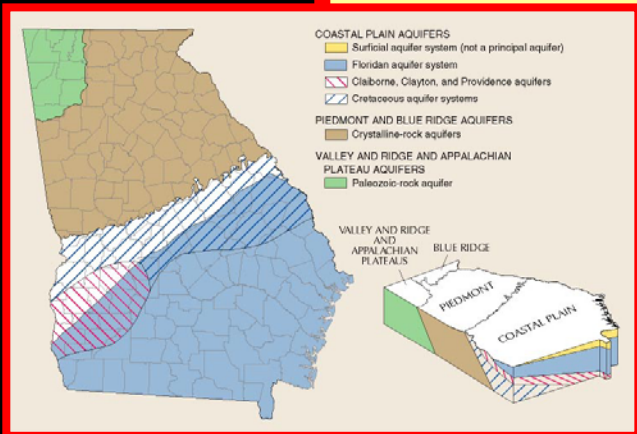 COASTAL PLAIN AQUIFERS
Surficial aquifer system (not a principal aquifer)
Floridan aquifer system
Claiborne, Clayton, and Providence aquifers
Cretaceous aquifer systems
PIEDMONT AND BLUE RIDGE AQUIFERS
Crystalline-rock aquifers
VALLEY AND RIDGE AND APPALACHIAN
PLATEAU AQUIFERS
Paleozoic-rock aquifer
VALLEY AND RIDGE
AND
APPALACHIAN
PLATEAUS
BLUE RIDGE
PIEDMONT
COASTAL PLAIN